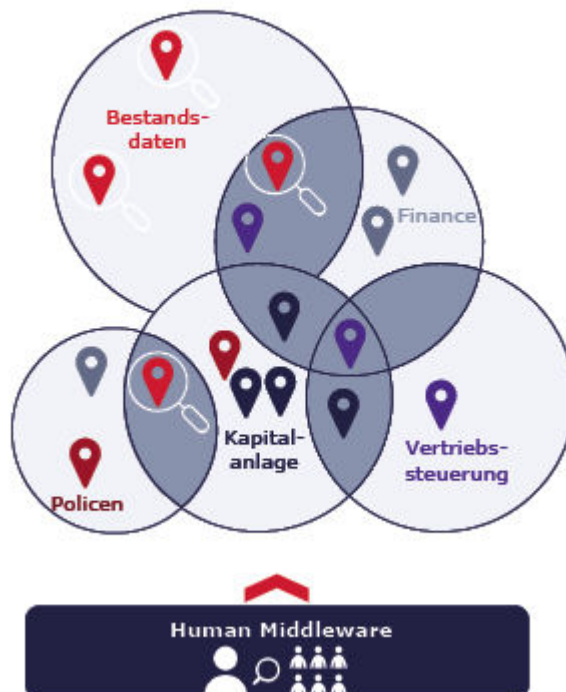 Bestands-
daten
Finance
Kapital-
anlage
Vertriebs-
steuerung
Policen
Human Middleware